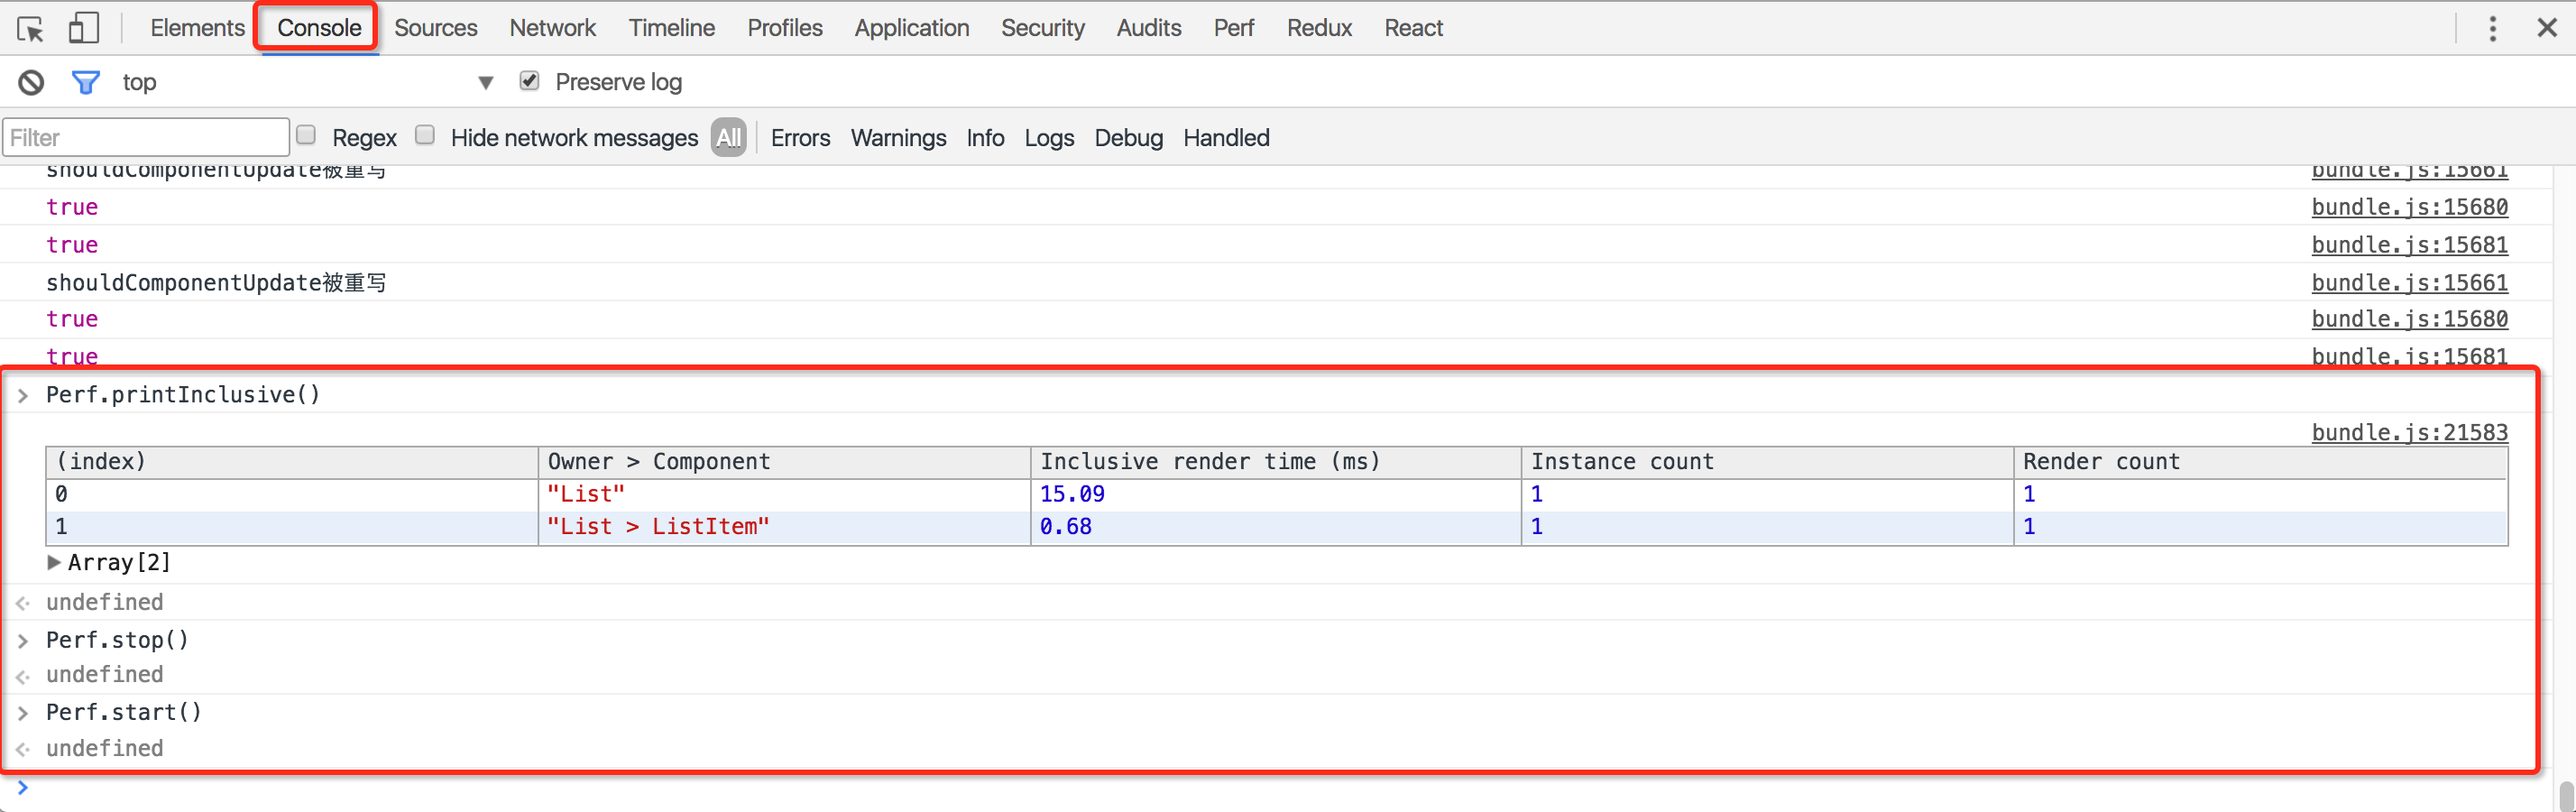 Elements Console Sources Network Timeline Profiles Application Security Audits Perf Redux React
top Preserve log
Filter Regex Hide network messages All Errors Warnings Info Logs Debug Handled
shouldComponentUpdate被重写 bundle.js:15661
true bundle.js:15680
true bundle.js:15681
shouldComponentUpdate被重写 bundle.js:15661
true bundle.js:15680
true bundle.js:15681
> Perf.printInclusive()
bundle.js:21583
(index) Owner > Component Inclusive render time (ms) Instance count Render count
0 "List" 15.09 1 1
1 "List > ListItem" 0.68 1 1
▶ Array[2]
undefined
> Perf.stop()
undefined
> Perf.start()
undefined
>